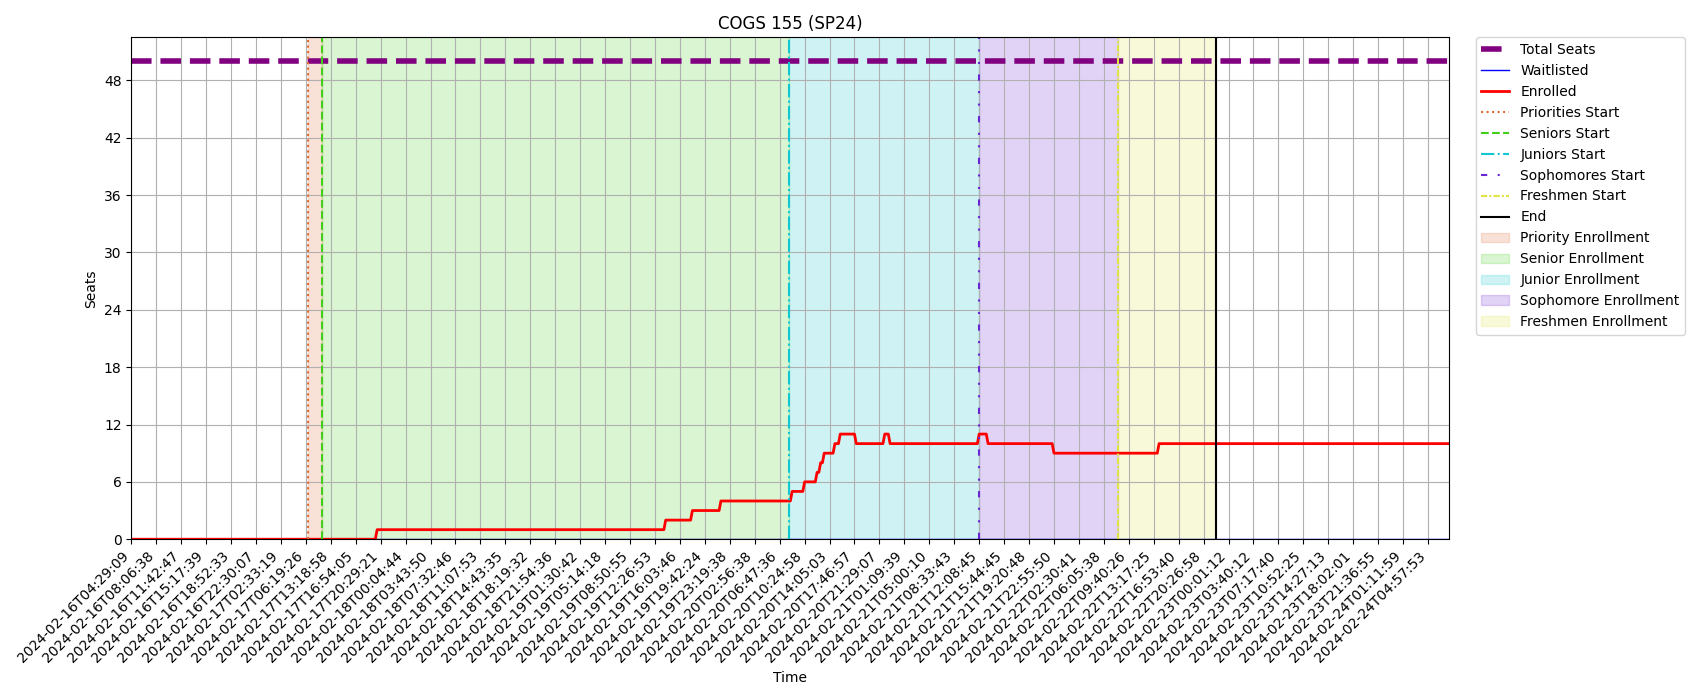 COGS 155 (SP24)
Total Seats
Waitlisted
Enrolled
Priorities Start
Seniors Start
Juniors Start
Sophomores Start
Freshmen Start
End
Priority Enrollment
Senior Enrollment
Junior Enrollment
Sophomore Enrollment
Freshmen Enrollment
Seats
48
42
36
30
24
18
12
6
0
2024-02-16T04:29:09
2024-02-16T08:06:38
2024-02-16T11:42:47
2024-02-16T15:17:39
2024-02-16T18:52:33
2024-02-16T22:30:07
2024-02-17T02:33:19
2024-02-17T06:19:26
2024-02-17T13:18:58
2024-02-17T16:54:05
2024-02-17T20:29:21
2024-02-18T00:04:44
2024-02-18T03:43:50
2024-02-18T07:32:46
2024-02-18T11:07:53
2024-02-18T14:43:35
2024-02-18T18:19:32
2024-02-18T21:54:36
2024-02-19T01:30:42
2024-02-19T05:14:18
2024-02-19T08:50:55
2024-02-19T12:26:53
2024-02-19T16:03:46
2024-02-19T19:42:24
2024-02-19T23:19:38
2024-02-20T02:56:38
2024-02-20T06:47:36
2024-02-20T10:24:58
2024-02-20T14:05:03
2024-02-20T17:46:57
2024-02-20T21:29:07
2024-02-21T01:09:39
2024-02-21T05:00:10
2024-02-21T08:33:43
2024-02-21T12:08:45
2024-02-21T15:44:45
2024-02-21T19:20:48
2024-02-21T22:55:50
2024-02-22T02:30:41
2024-02-22T06:05:38
2024-02-22T09:40:26
2024-02-22T13:17:25
2024-02-22T16:53:40
2024-02-22T20:26:58
2024-02-23T00:01:12
2024-02-23T03:40:12
2024-02-23T07:17:40
2024-02-23T10:52:25
2024-02-23T14:27:13
2024-02-23T18:02:01
2024-02-23T21:36:55
2024-02-24T01:11:59
2024-02-24T04:57:53
Time